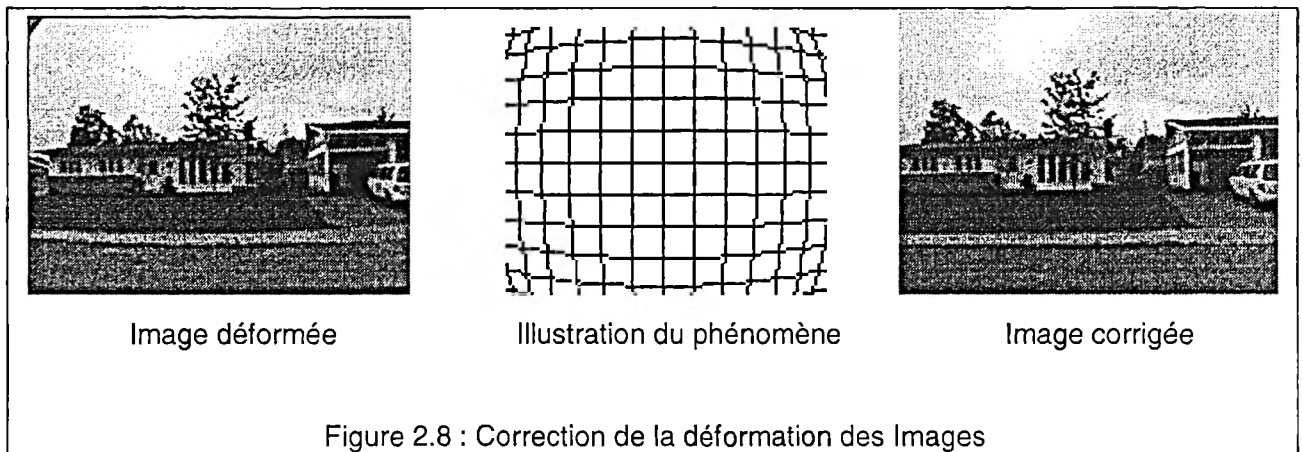 Image déformée
Illustration du phénomène
Image corrigée
Figure 2.8 : Correction de la déformation des Images